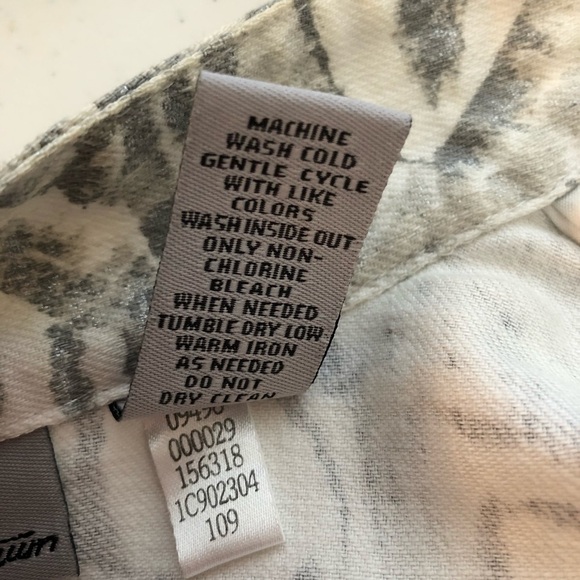 MACHINE
WASH COLD
GENTLE CYCLE
WITH LIKE
COLORS
WASH INSIDE OUT
ONLY NON-
CHLORINE
BLEACH
WHEN NEEDED
TUMBLE DRY LOW
WARM IRON
AS NEEDED
DO NOT
DRY CLEAN
09490
000029
156318
1C902304
109